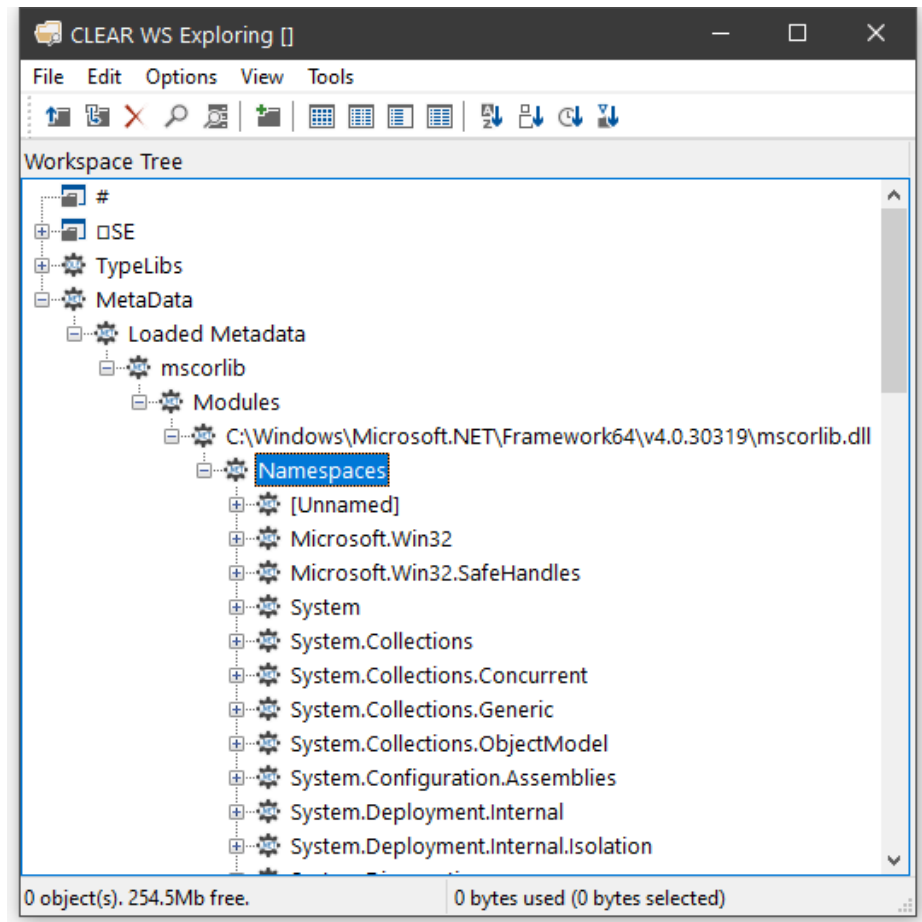 CLEAR WS Exploring []
File Edit Options View Tools
Workspace Tree
#
□SE
TypeLibs
MetaData
Loaded Metadata
mscorlib
Modules
C:\Windows\Microsoft.NET\Framework64\v4.0.30319\mscorlib.dll
Namespaces
[Unnamed]
Microsoft.Win32
Microsoft.Win32.SafeHandles
System
System.Collections
System.Collections.Concurrent
System.Collections.Generic
System.Collections.ObjectModel
System.Configuration.Assemblies
System.Deployment.Internal
System.Deployment.Internal.Isolation
0 object(s). 254.5Mb free. 0 bytes used (0 bytes selected)